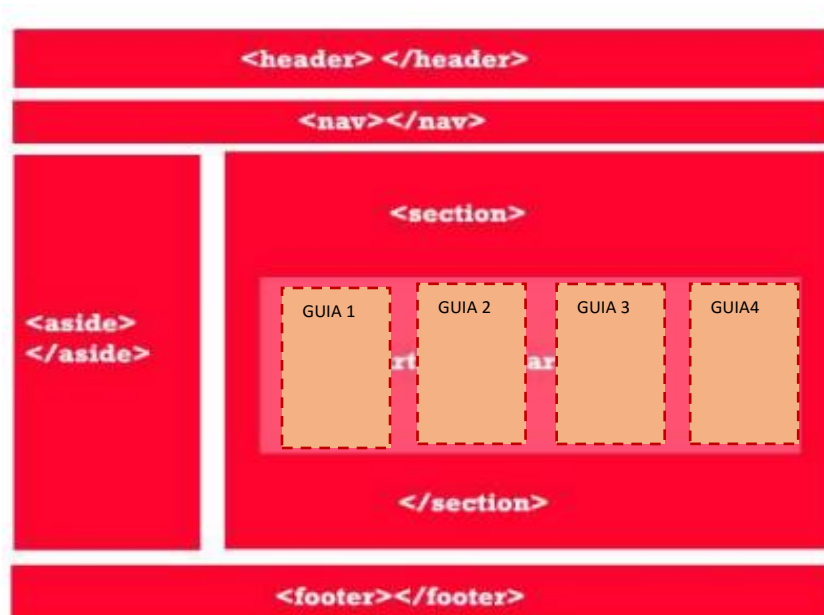 <header> </header>
<nav></nav>
<section>
GUIA 1
GUIA 2
GUIA 3
GUIA4
<aside>
</aside>
</section>
<footer></footer>